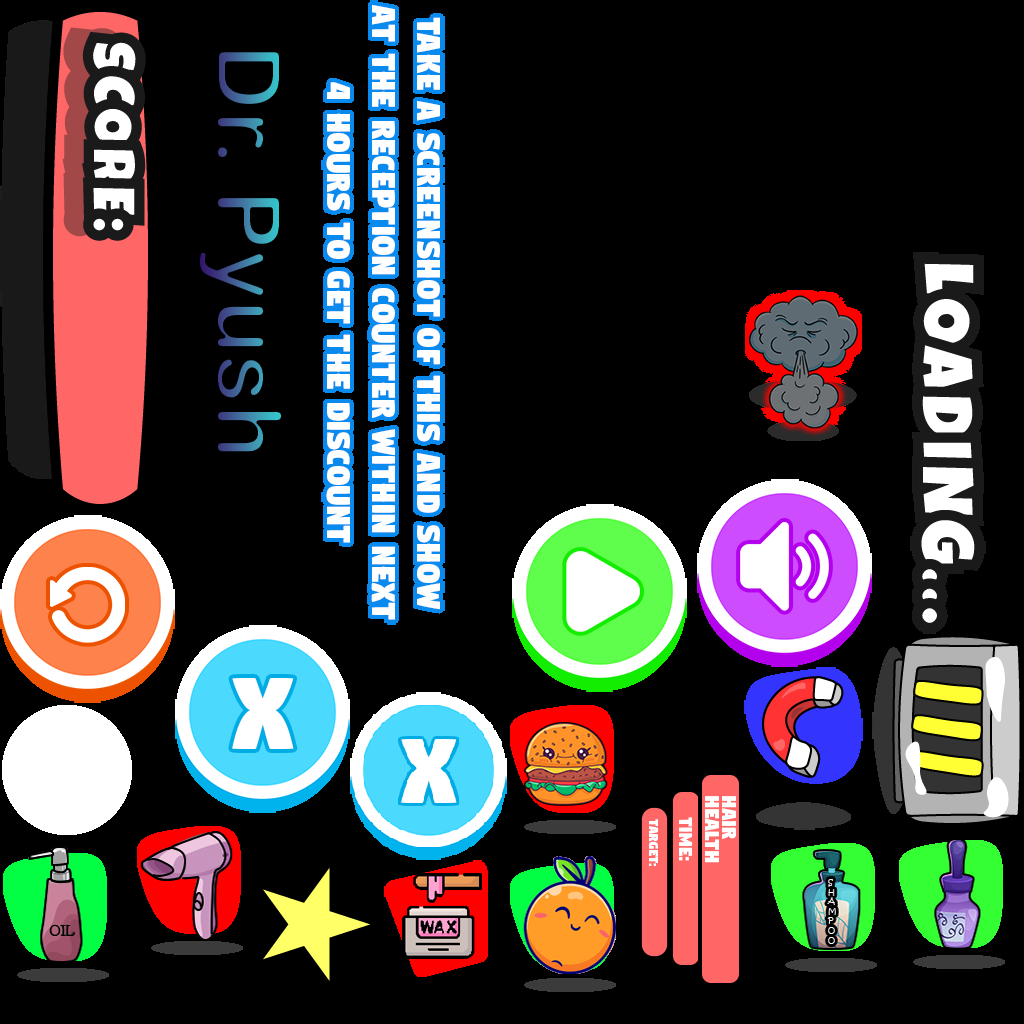 SCORE:
Dr. Pyush
TAKE A SCREENSHOT OF THIS AND SHOW
AT THE RECEPTION COUNTER WITHIN NEXT
4 HOURS TO GET THE DISCOUNT
LOADING...
X
X
HAIR
HEALTH
TIME:
TARGET:
OIL
WAX
SHAMPOO